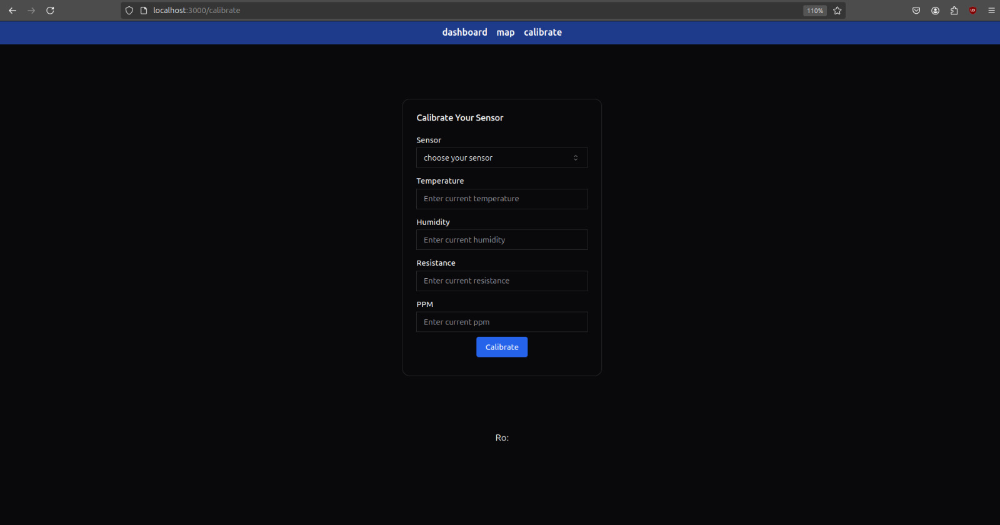 localhost:3000/calibrate
110%
dashboard map calibrate
Calibrate Your Sensor
Sensor
choose your sensor
Temperature
Enter current temperature
Humidity
Enter current humidity
Resistance
Enter current resistance
PPM
Enter current ppm
Calibrate
Ro: